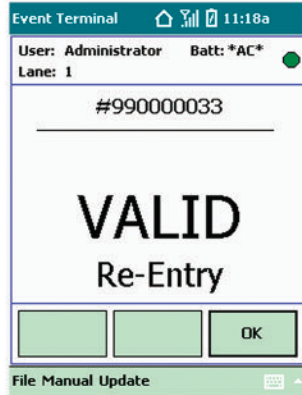 Event Terminal 11:18a
User: Administrator Batt: *AC*
Lane: 1
#990000033
VALID
Re-Entry
OK
File Manual Update